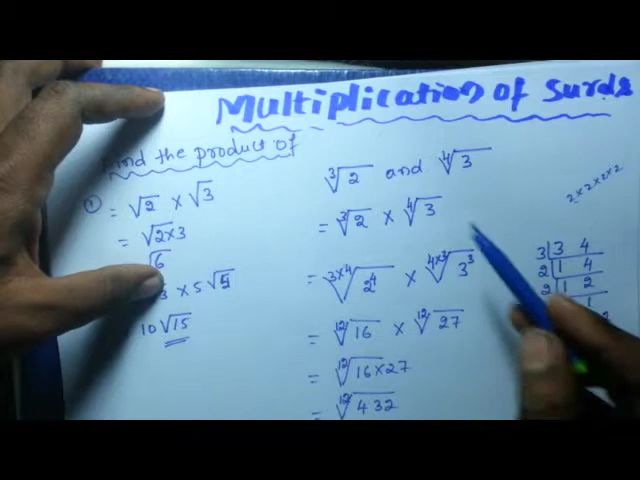 Multiplication of Surds
Find the product of
① = √2 × √3
= √2×3
√6
3 × 5√5
10√15
∛2 and ∜3
= ∛2 × ∜3
= ³ˣ⁴√2⁴ × ⁴ˣ³√3³
= ¹²√16 × ¹²√27
= ¹²√16×27
= ¹²√432
2×2×2×2
3 | 3 4
2 | 1 4
2 | 1 2
1
2